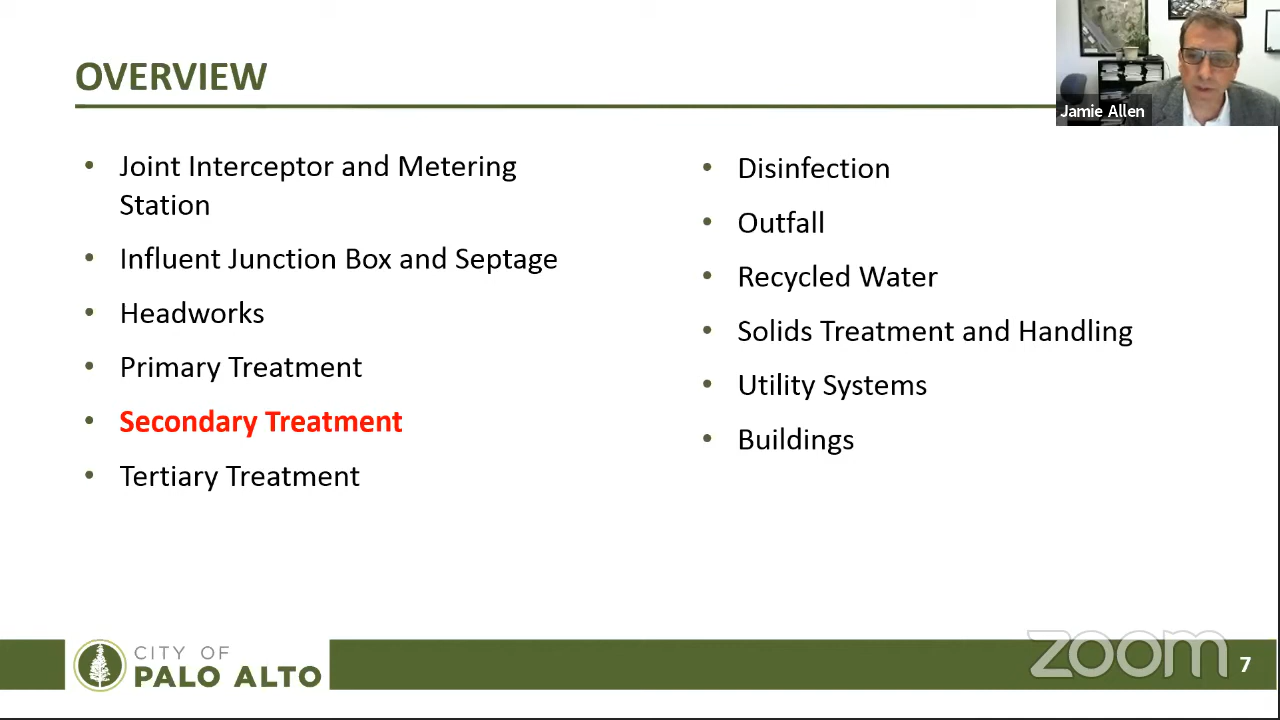 OVERVIEW
Jamie Allen
• Joint Interceptor and Metering
Station
• Influent Junction Box and Septage
• Headworks
• Primary Treatment
• Secondary Treatment
• Tertiary Treatment
• Disinfection
• Outfall
• Recycled Water
• Solids Treatment and Handling
• Utility Systems
• Buildings
CITY OF
PALO ALTO
zoom
7